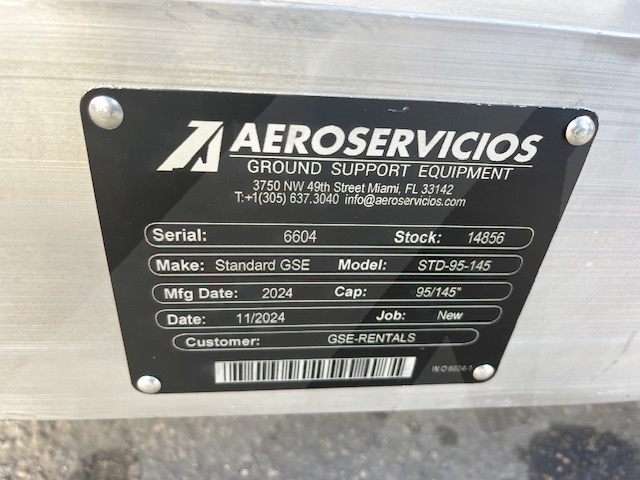 AEROSERVICIOS
GROUND SUPPORT EQUIPMENT
3750 NW 49th Street Miami, FL 33142
T:+1(305) 637.3040 info@aeroservicios.com
Serial: 6604 Stock: 14856
Make: Standard GSE Model: STD-95-145
Mfg Date: 2024 Cap: 95/145"
Date: 11/2024 Job: New
Customer: GSE-RENTALS
W.O 6604-1